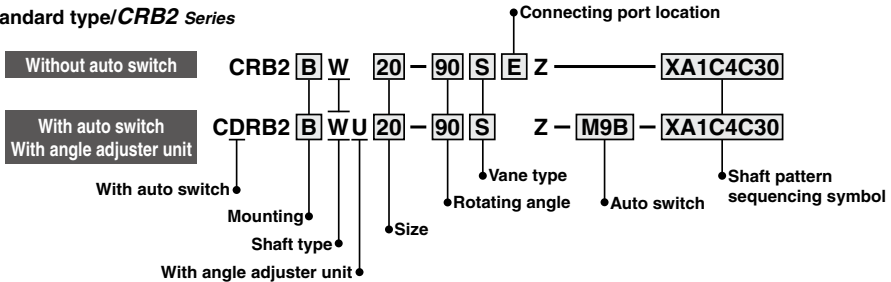 andard type/CRB2 Series
Connecting port location
Without auto switch CRB2 B W 20 – 90 S E Z XA1C4C30
With auto switch
With angle adjuster unit
CDRB2 B W U 20 – 90 S Z – M9B – XA1C4C30
Vane type
Shaft pattern
sequencing symbol
With auto switch
Rotating angle
Auto switch
Mounting
Size
Shaft type
With angle adjuster unit